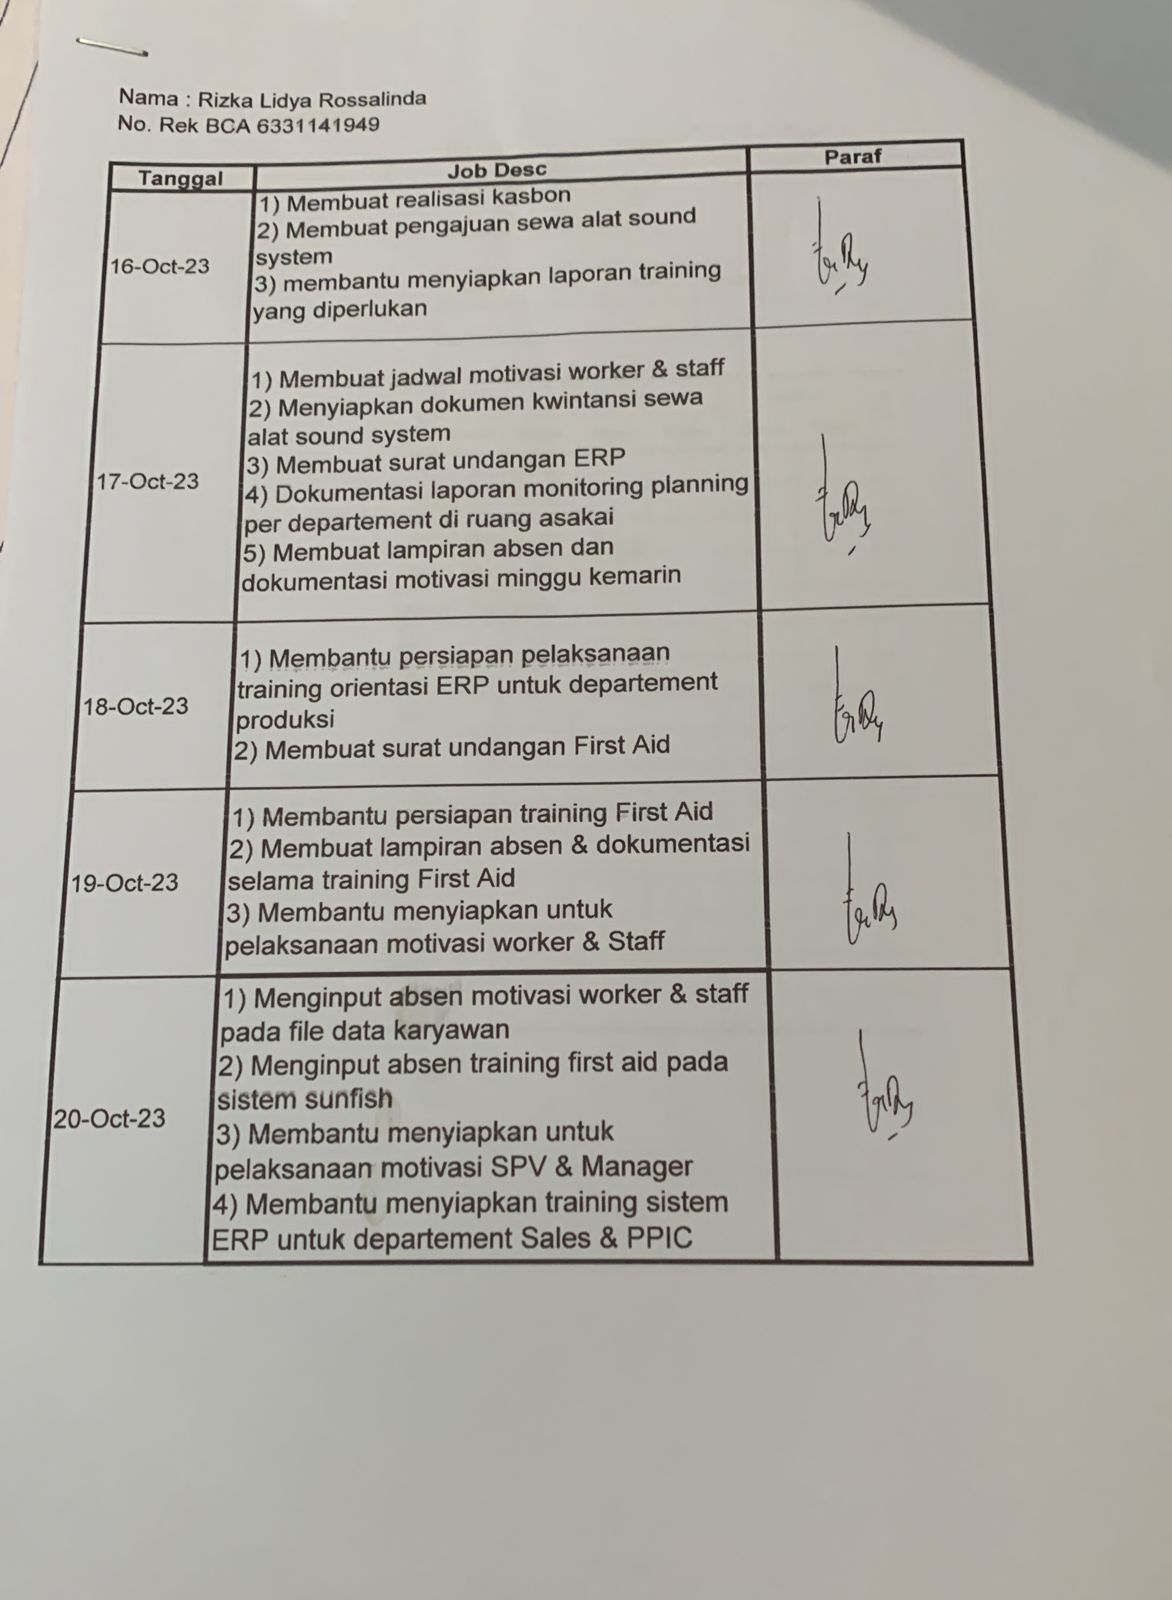 Nama : Rizka Lidya Rossalinda
No. Rek BCA 6331141949
Tanggal
Job Desc
Paraf
16-Oct-23
1) Membuat realisasi kasbon
2) Membuat pengajuan sewa alat sound
system
3) membantu menyiapkan laporan training
yang diperlukan
17-Oct-23
1) Membuat jadwal motivasi worker & staff
2) Menyiapkan dokumen kwintansi sewa
alat sound system
3) Membuat surat undangan ERP
4) Dokumentasi laporan monitoring planning
per departement di ruang asakai
5) Membuat lampiran absen dan
dokumentasi motivasi minggu kemarin
18-Oct-23
1) Membantu persiapan pelaksanaan
training orientasi ERP untuk departement
produksi
2) Membuat surat undangan First Aid
19-Oct-23
1) Membantu persiapan training First Aid
2) Membuat lampiran absen & dokumentasi
selama training First Aid
3) Membantu menyiapkan untuk
pelaksanaan motivasi worker & Staff
20-Oct-23
1) Menginput absen motivasi worker & staff
pada file data karyawan
2) Menginput absen training first aid pada
sistem sunfish
3) Membantu menyiapkan untuk
pelaksanaan motivasi SPV & Manager
4) Membantu menyiapkan training sistem
ERP untuk departement Sales & PPIC